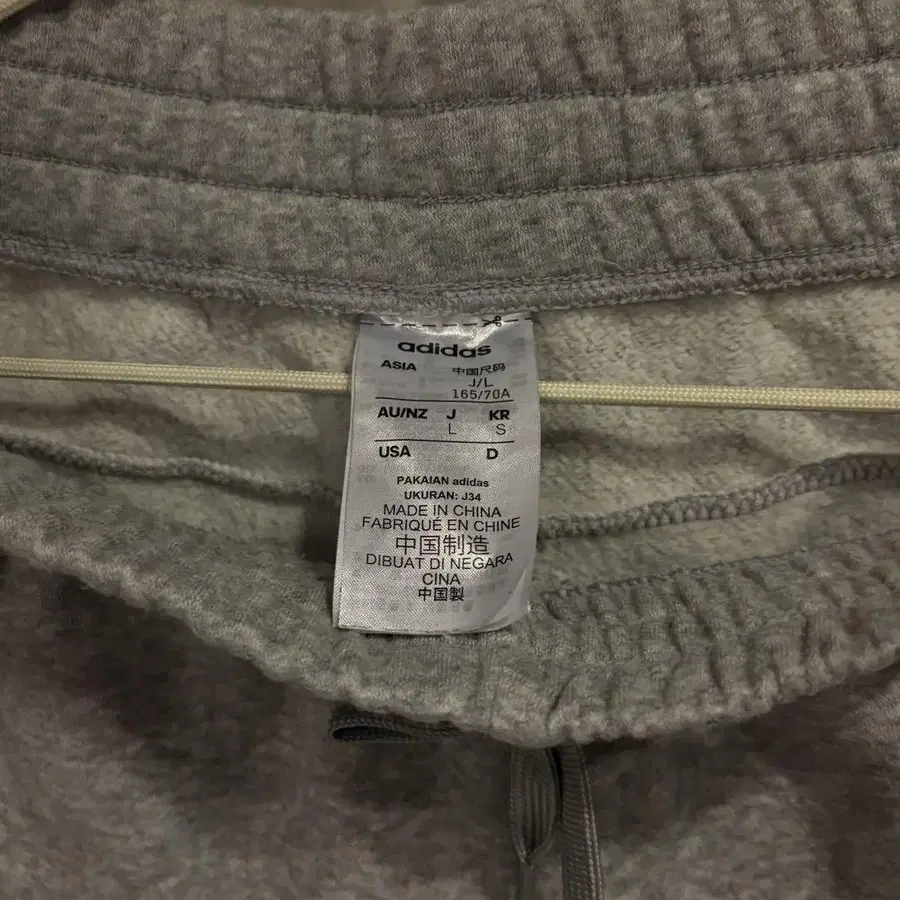 adidas
ASIA 中国尺码
J/L
165/70A
AU/NZ J KR
L S
USA D
PAKAIAN adidas
UKURAN: J34
MADE IN CHINA
FABRIQUÉ EN CHINE
中国制造
DIBUAT DI NEGARA
CINA
中国製